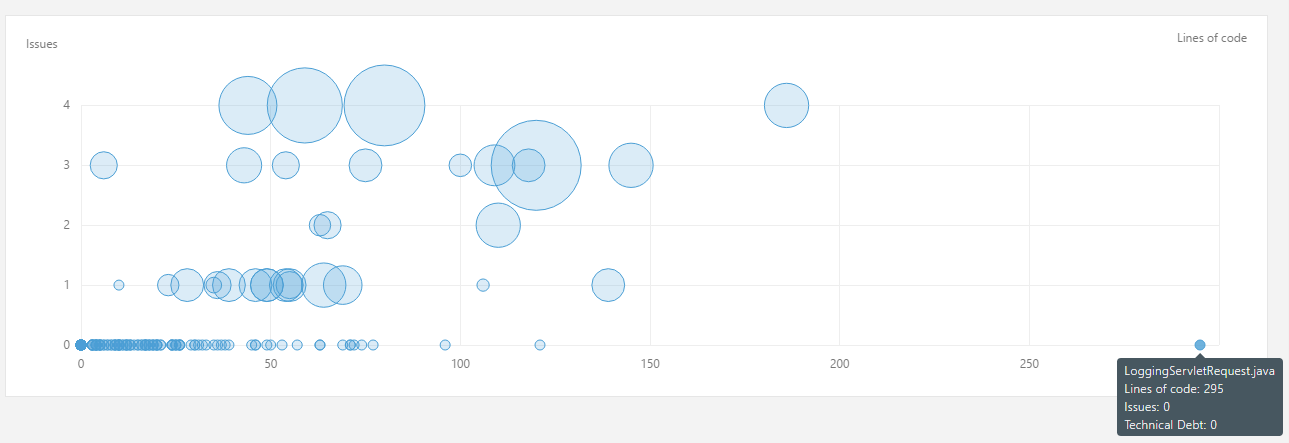 Issues
Lines of code
4
3
2
1
0
0 50 100 150 200 250
LoggingServletRequest.java
Lines of code: 295
Issues: 0
Technical Debt: 0